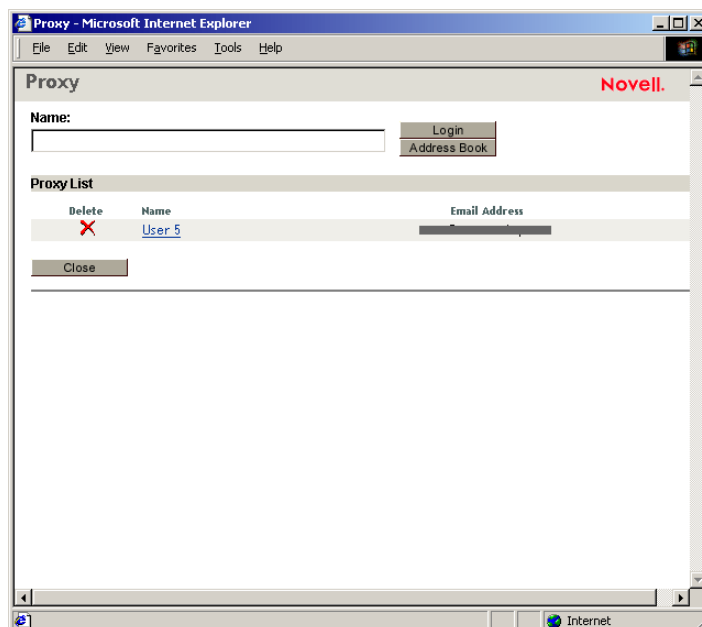 Proxy - Microsoft Internet Explorer
File Edit View Favorites Tools Help
Proxy
Novell.
Name:
Login
Address Book
Proxy List
Delete Name Email Address
User 5
Close
Internet